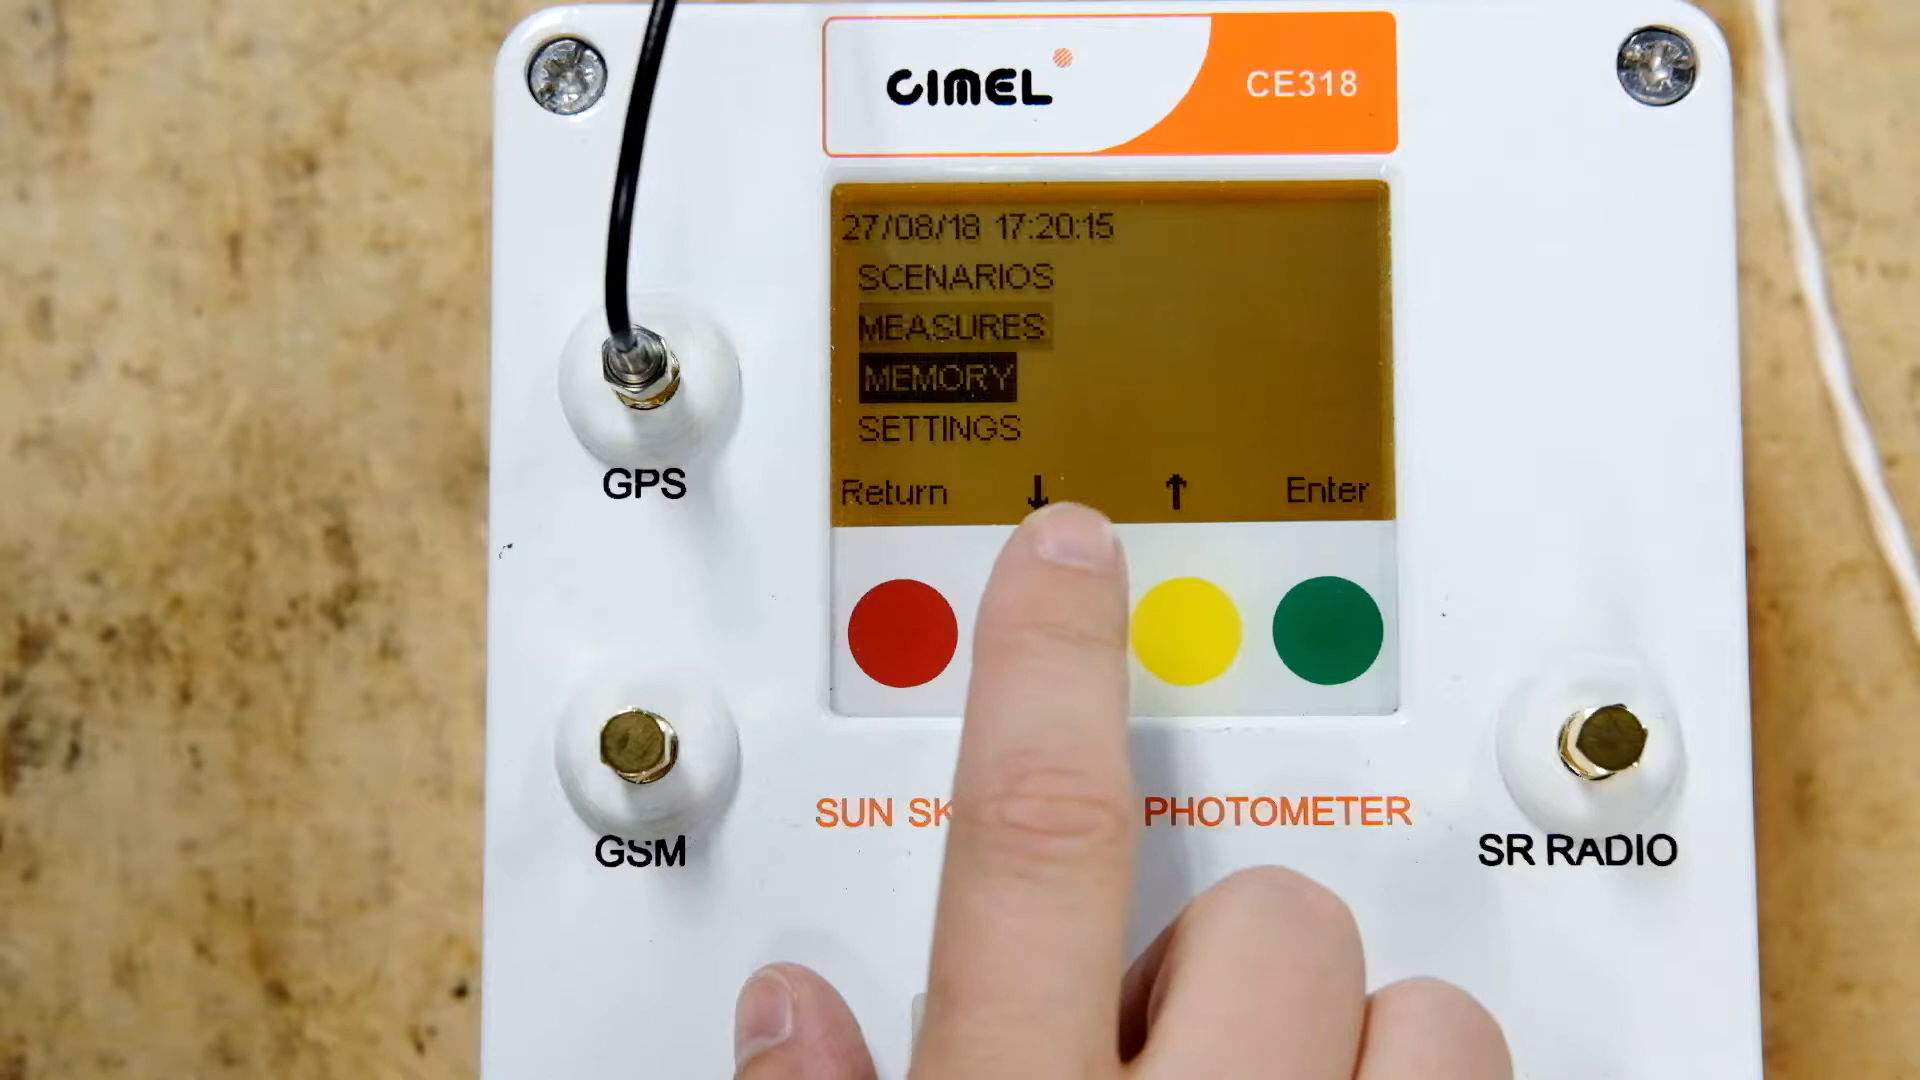 CIMEL
CE318
27/08/18 17:20:15
SCENARIOS
MEASURES
MEMORY
SETTINGS
Return ↓ ↑ Enter
GPS
SUN PHOTOMETER
GSM
SR RADIO